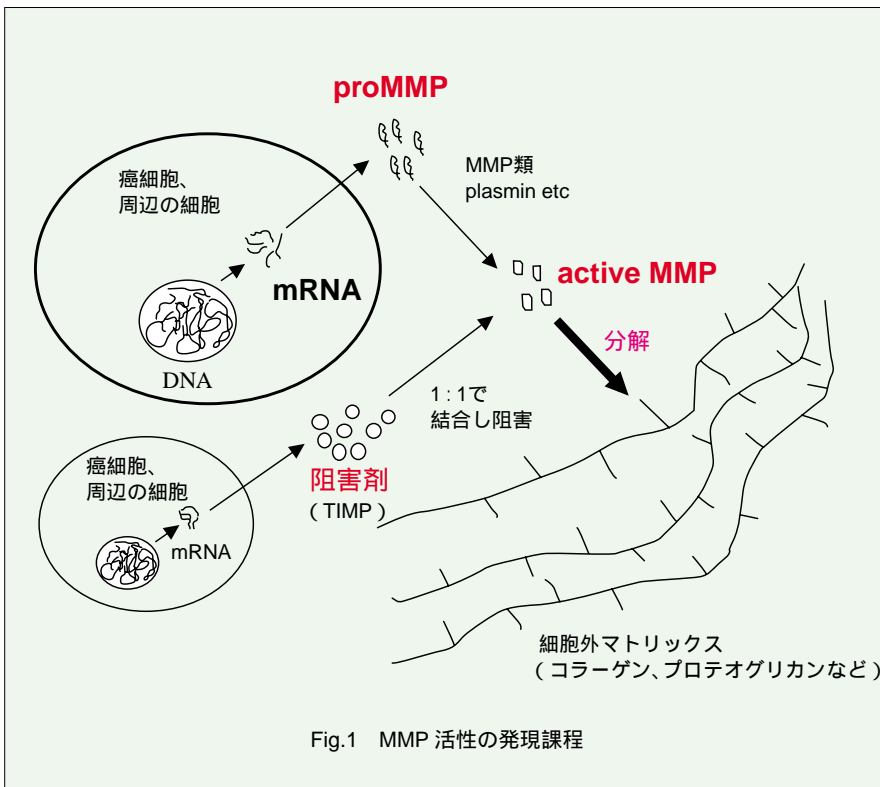 proMMP
癌細胞、
周辺の細胞
MMP類
plasmin etc
mRNA
DNA
active MMP
分解
1 : 1で
結合し阻害
癌細胞、
周辺の細胞
mRNA
阻害剤
( TIMP )
細胞外マトリックス
( コラーゲン、プロテオグリカンなど )
Fig.1 MMP 活性の発現課程